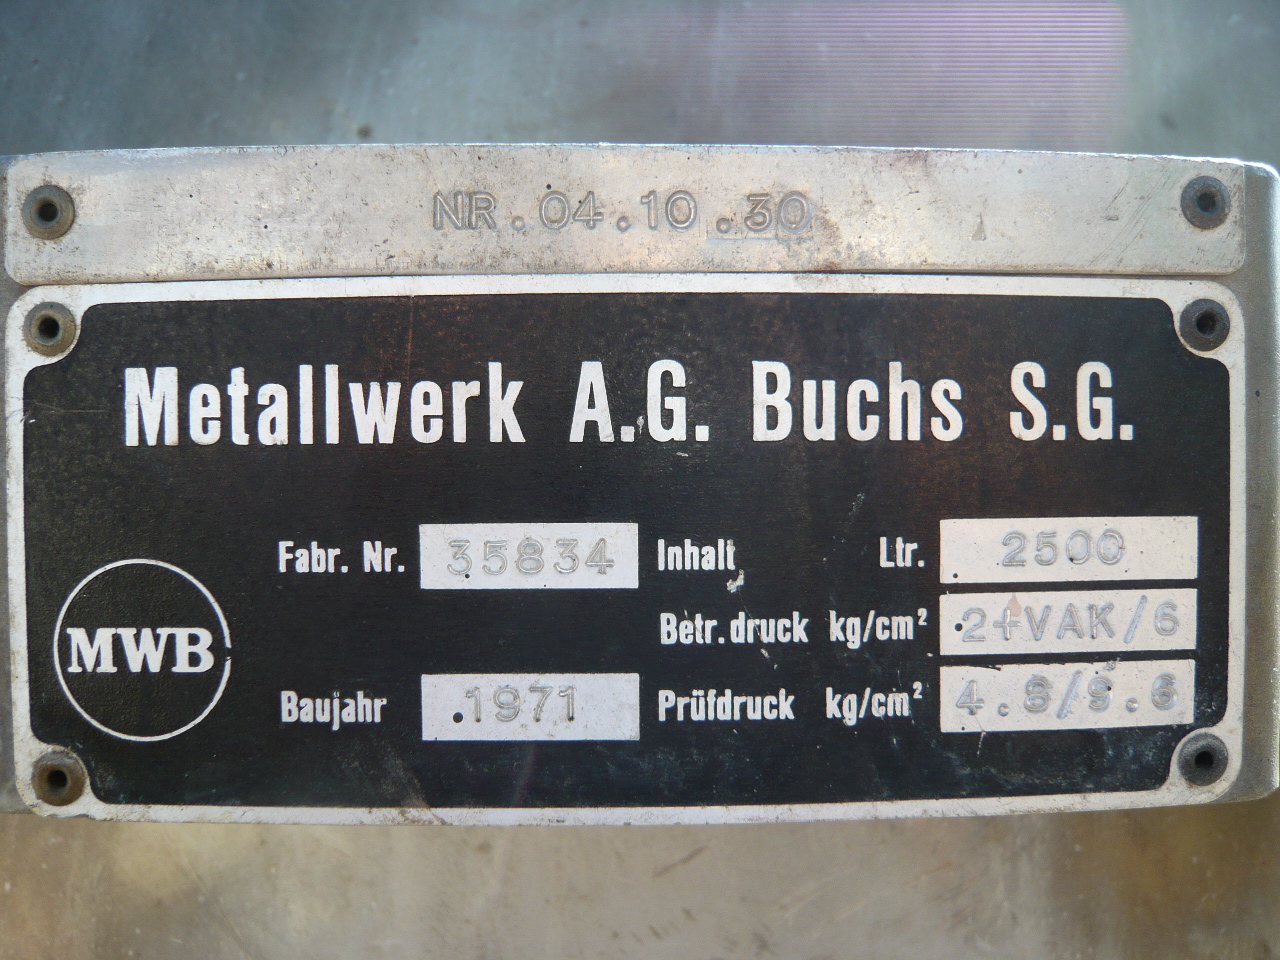 NR.04.10.30
Metallwerk A.G. Buchs S.G.
Fabr. Nr. 35834 Inhalt Ltr. 2500
Betr.druck kg/cm² 2+VAK/6
MWB
Baujahr 1971 Prüfdruck kg/cm² 4.8/9.6